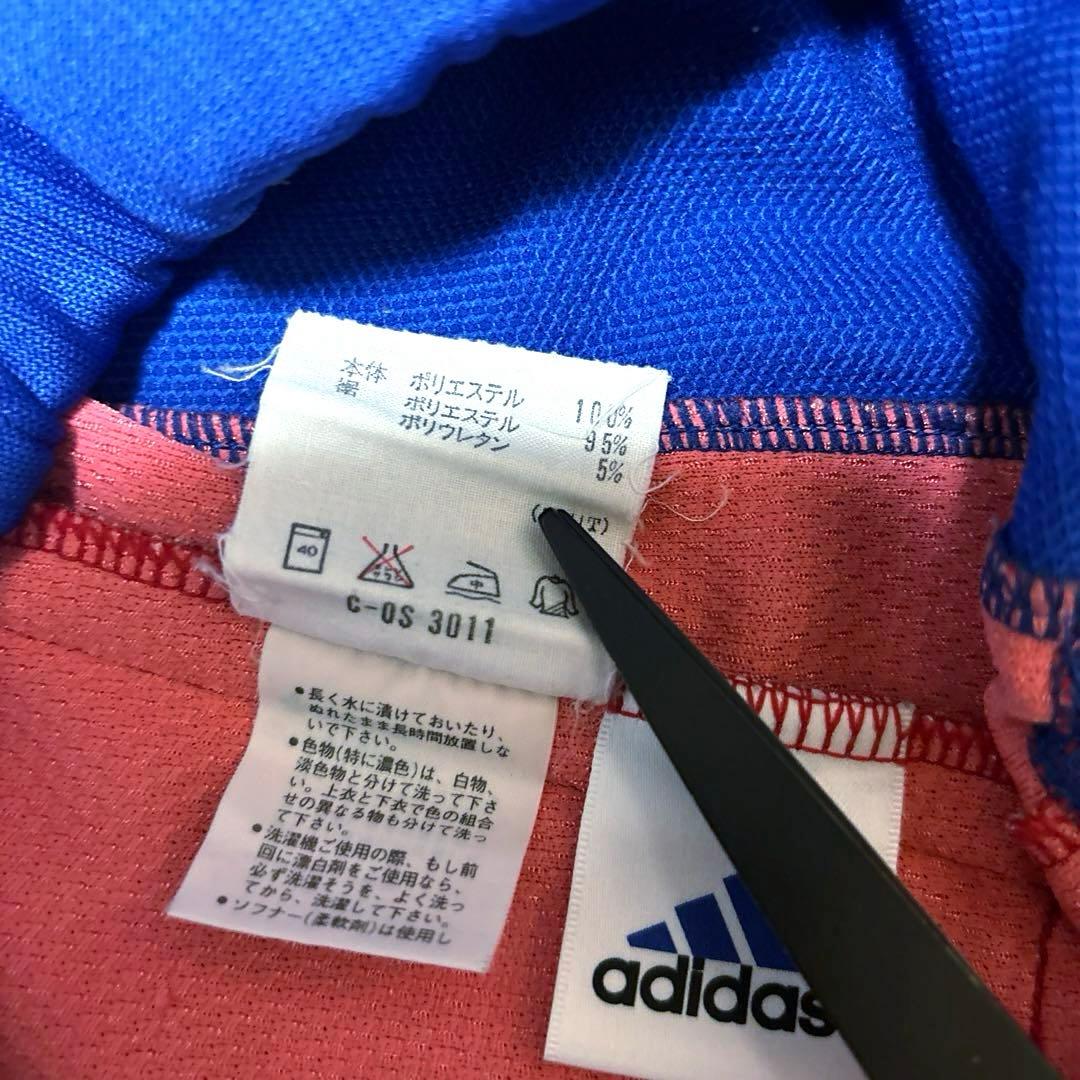 本体 ポリエステル 100%
裾 ポリエステル 95%
ポリウレタン 5%
40 エンソサラシ 中
C-OS 3011
•長く水に漬けておいたり、
ぬれたまま長時間放置しな
いで下さい。
•色物(特に濃色)は、白物、
淡色物と分けて洗って下さ
い。上衣と下衣で色の組合
せの異なる物も分けて洗っ
て下さい。
•洗濯機ご使用の際、もし前
回に漂白剤をご使用なら、
必ず洗濯そうを、よく洗っ
てから、洗濯して下さい。
•ソフナー(柔軟剤)は使用し
adidas